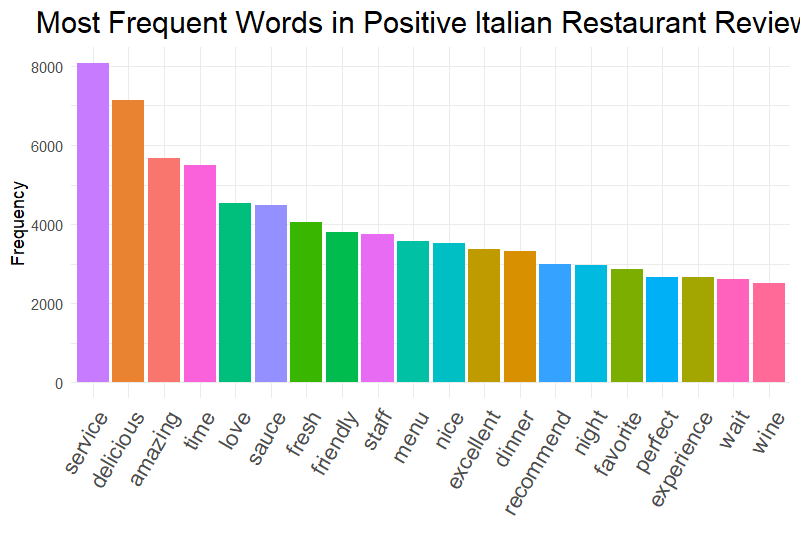 Most Frequent Words in Positive Italian Restaurant Review
Frequency
8000
6000
4000
2000
0
service
delicious
amazing
time
love
sauce
fresh
friendly
staff
menu
nice
excellent
dinner
recommend
night
favorite
perfect
experience
wait
wine